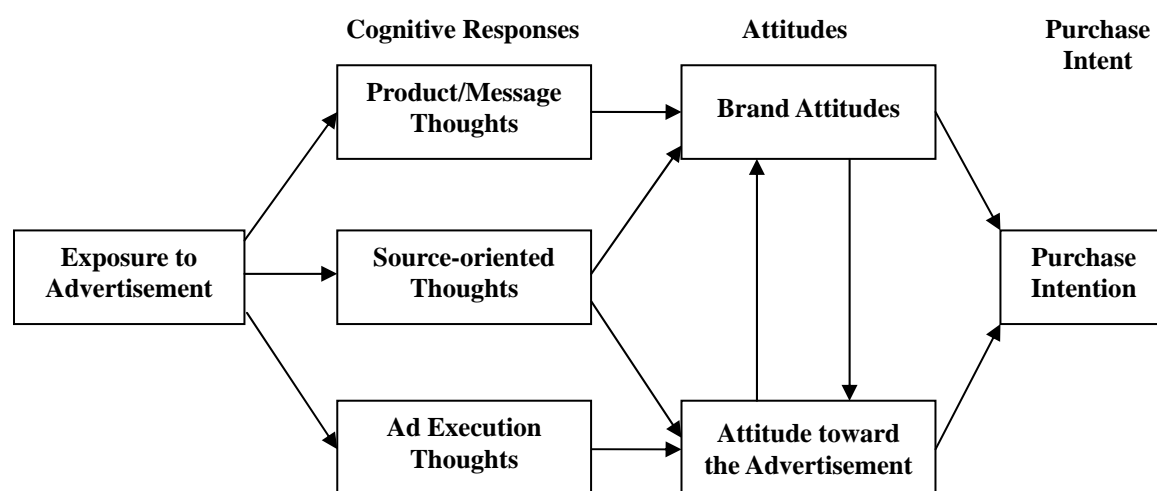 Cognitive Responses
Attitudes
Purchase
Intent
Product/Message
Thoughts
Brand Attitudes
Exposure to
Advertisement
Source-oriented
Thoughts
Purchase
Intention
Ad Execution
Thoughts
Attitude toward
the Advertisement